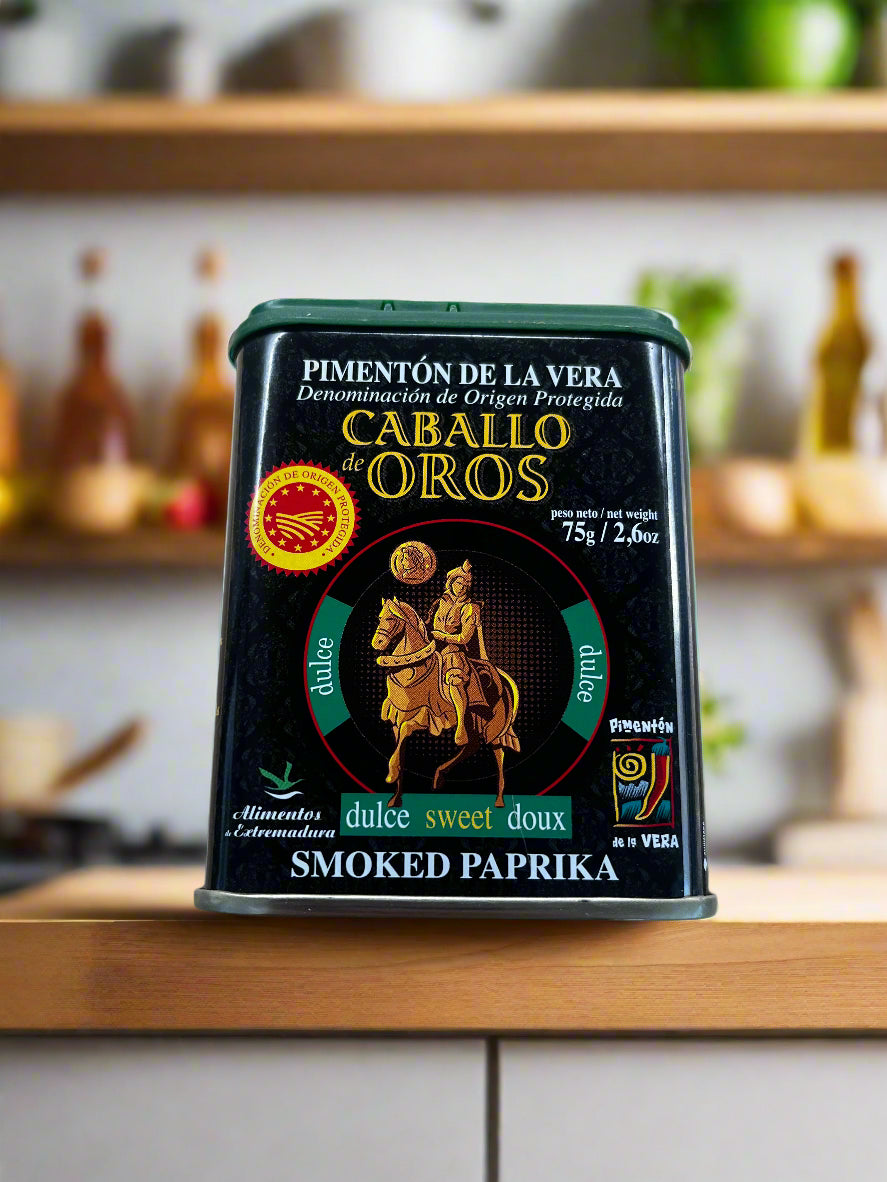 PIMENTÓN DE LA VERA
Denominación de Origen Protegida
CABALLO
de OROS
DENOMINACIÓN DE ORIGEN PROTEGIDA
peso neto / net weight
75g / 2,6oz
dulce
dulce
Pimentón
de la VERA
Alimentos
de Extremadura
dulce sweet doux
SMOKED PAPRIKA